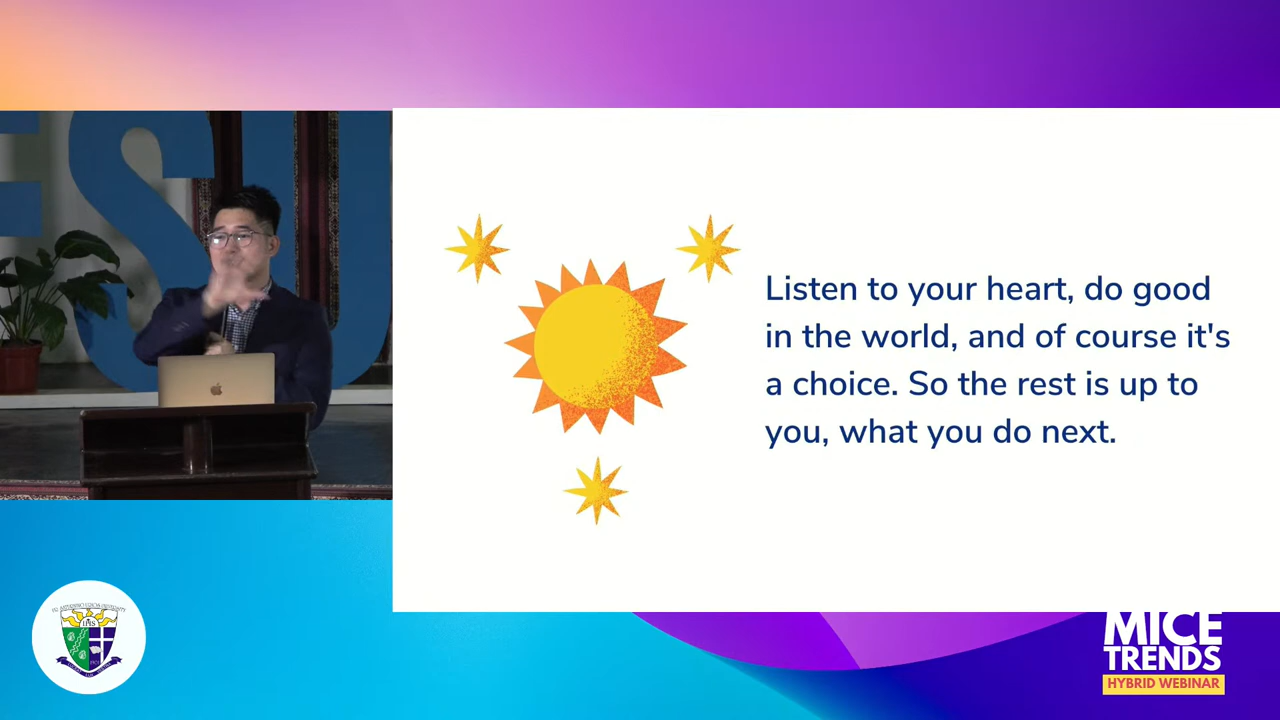 Listen to your heart, do good
in the world, and of course it's
a choice. So the rest is up to
you, what you do next.
IHS
MICE
TRENDS
HYBRID WEBINAR